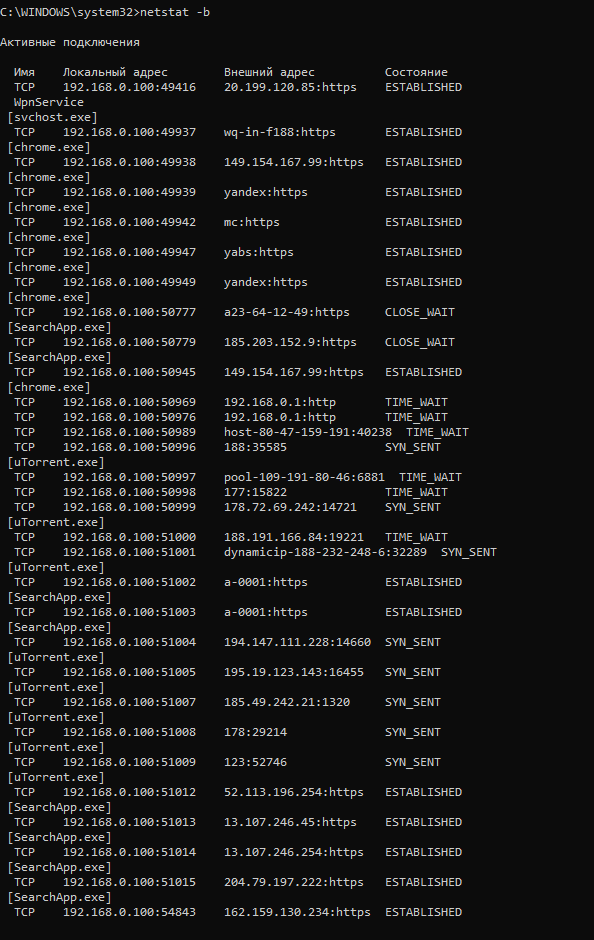 C:\WINDOWS\system32>netstat -b
Активные подключения
Имя Локальный адрес Внешний адрес Состояние
TCP 192.168.0.100:49416 20.199.120.85:https ESTABLISHED
WpnService
[svchost.exe]
TCP 192.168.0.100:49937 wq-in-f188:https ESTABLISHED
[chrome.exe]
TCP 192.168.0.100:49938 149.154.167.99:https ESTABLISHED
[chrome.exe]
TCP 192.168.0.100:49939 yandex:https ESTABLISHED
[chrome.exe]
TCP 192.168.0.100:49942 mc:https ESTABLISHED
[chrome.exe]
TCP 192.168.0.100:49947 yabs:https ESTABLISHED
[chrome.exe]
TCP 192.168.0.100:49949 yandex:https ESTABLISHED
[chrome.exe]
TCP 192.168.0.100:50777 a23-64-12-49:https CLOSE_WAIT
[SearchApp.exe]
TCP 192.168.0.100:50779 185.203.152.9:https CLOSE_WAIT
[SearchApp.exe]
TCP 192.168.0.100:50945 149.154.167.99:https ESTABLISHED
[chrome.exe]
TCP 192.168.0.100:50969 192.168.0.1:http TIME_WAIT
TCP 192.168.0.100:50976 192.168.0.1:http TIME_WAIT
TCP 192.168.0.100:50989 host-80-47-159-191:40238 TIME_WAIT
TCP 192.168.0.100:50996 188:35585 SYN_SENT
[uTorrent.exe]
TCP 192.168.0.100:50997 pool-109-191-80-46:6881 TIME_WAIT
TCP 192.168.0.100:50998 177:15822 TIME_WAIT
TCP 192.168.0.100:50999 178.72.69.242:14721 SYN_SENT
[uTorrent.exe]
TCP 192.168.0.100:51000 188.191.166.84:19221 TIME_WAIT
TCP 192.168.0.100:51001 dynamicip-188-232-248-6:32289 SYN_SENT
[uTorrent.exe]
TCP 192.168.0.100:51002 a-0001:https ESTABLISHED
[SearchApp.exe]
TCP 192.168.0.100:51003 a-0001:https ESTABLISHED
[SearchApp.exe]
TCP 192.168.0.100:51004 194.147.111.228:14660 SYN_SENT
[uTorrent.exe]
TCP 192.168.0.100:51005 195.19.123.143:16455 SYN_SENT
[uTorrent.exe]
TCP 192.168.0.100:51007 185.49.242.21:1320 SYN_SENT
[uTorrent.exe]
TCP 192.168.0.100:51008 178:29214 SYN_SENT
[uTorrent.exe]
TCP 192.168.0.100:51009 123:52746 SYN_SENT
[uTorrent.exe]
TCP 192.168.0.100:51012 52.113.196.254:https ESTABLISHED
[SearchApp.exe]
TCP 192.168.0.100:51013 13.107.246.45:https ESTABLISHED
[SearchApp.exe]
TCP 192.168.0.100:51014 13.107.246.254:https ESTABLISHED
[SearchApp.exe]
TCP 192.168.0.100:51015 204.79.197.222:https ESTABLISHED
[SearchApp.exe]
TCP 192.168.0.100:54843 162.159.130.234:https ESTABLISHED